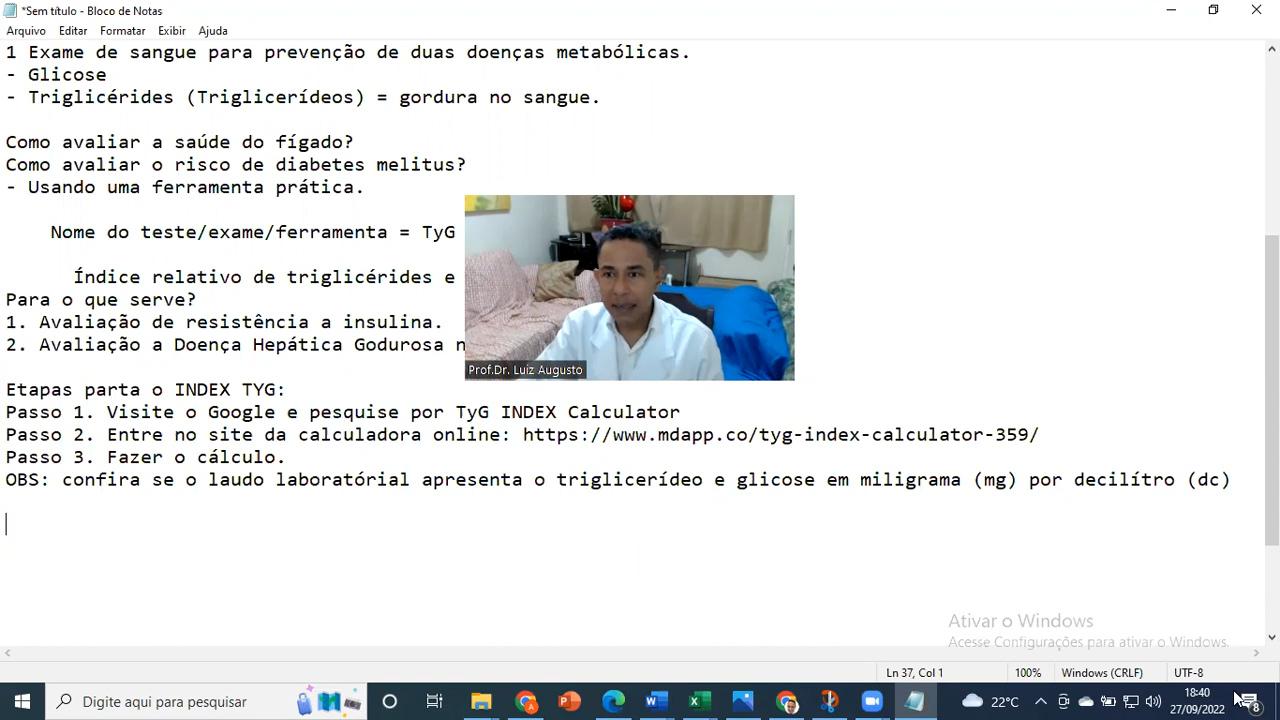 *Sem título - Bloco de Notas
Arquivo Editar Formatar Exibir Ajuda
1 Exame de sangue para prevenção de duas doenças metabólicas.
- Glicose
- Triglicérides (Triglicerídeos) = gordura no sangue.
Como avaliar a saúde do fígado?
Como avaliar o risco de diabetes melitus?
- Usando uma ferramenta prática.
Nome do teste/exame/ferramenta = TyG
Índice relativo de triglicérides e
Para o que serve?
1. Avaliação de resistência a insulina.
2. Avaliação a Doença Hepática Godurosa n
Prof.Dr. Luiz Augusto
Etapas parta o INDEX TYG:
Passo 1. Visite o Google e pesquise por TyG INDEX Calculator
Passo 2. Entre no site da calculadora online: https://www.mdapp.co/tyg-index-calculator-359/
Passo 3. Fazer o cálculo.
OBS: confira se o laudo laboratórial apresenta o triglicerídeo e glicose em miligrama (mg) por decilítro (dc)
Ativar o Windows
Acesse Configurações para ativar o Windows.
Ln 37, Col 1 100% Windows (CRLF) UTF-8
Digite aqui para pesquisar
22°C
18:40
27/09/2022
8